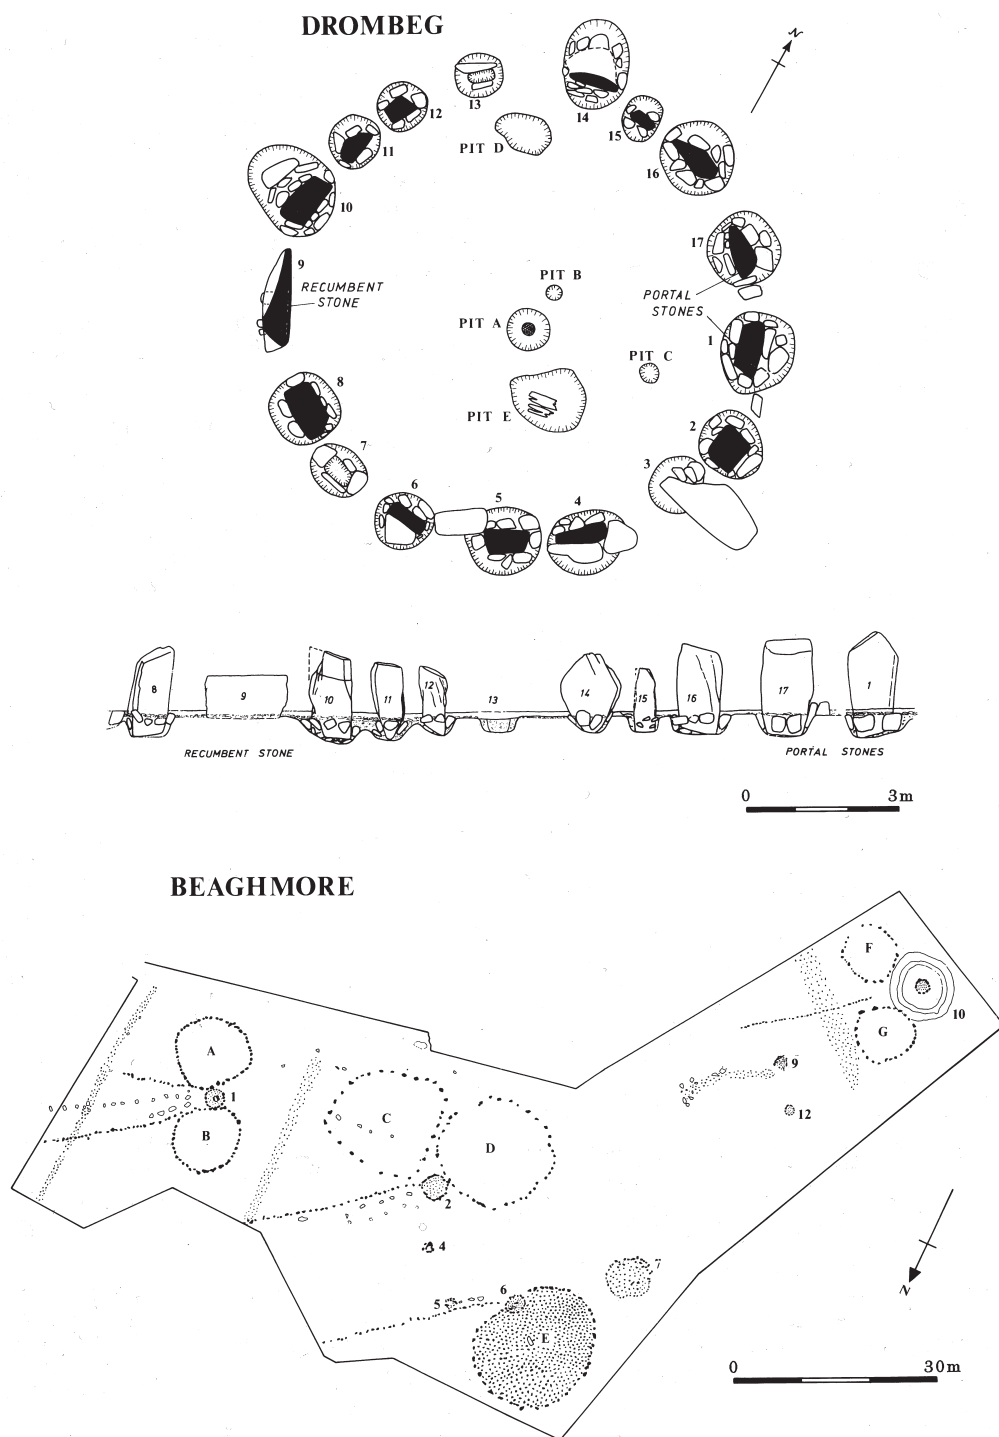 DROMBEG
N
13
14
12
15
PIT D
11
16
10
17
9
RECUMBENT
STONE
PIT B
PORTAL
STONES
PIT A
1
PIT C
8
PIT E
2
7
3
6
5
4
8
9
10
11
12
13
14
15
16
17
1
RECUMBENT STONE
PORTAL STONES
0
3m
BEAGHMORE
F
10
G
A
9
1
12
C
B
D
2
4
7
6
5
E
N
0
30m